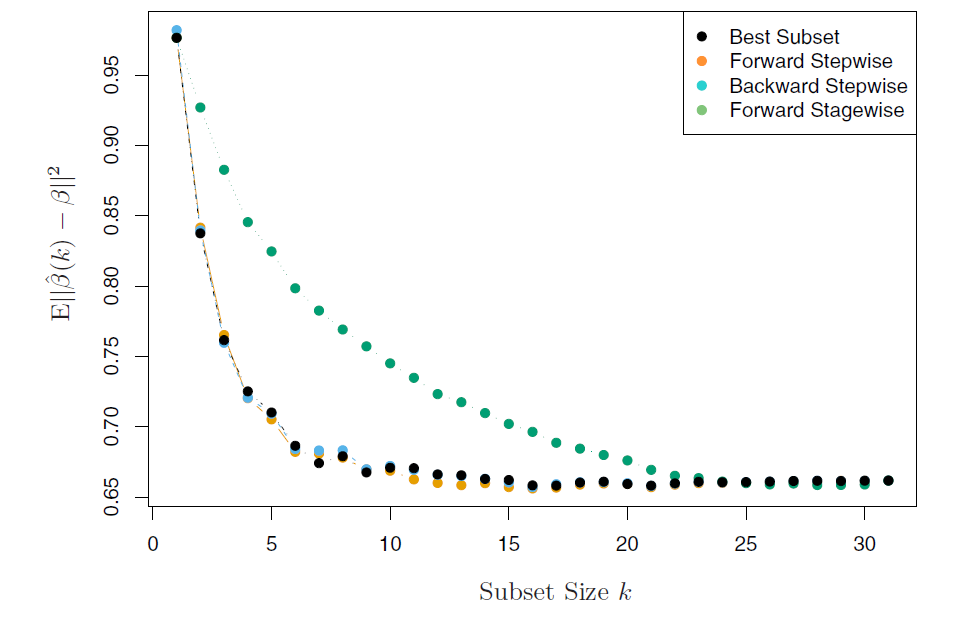 Best Subset
Forward Stepwise
Backward Stepwise
Forward Stagewise
E||β̂(k) − β||²
0.95
0.90
0.85
0.80
0.75
0.70
0.65
0 5 10 15 20 25 30
Subset Size k